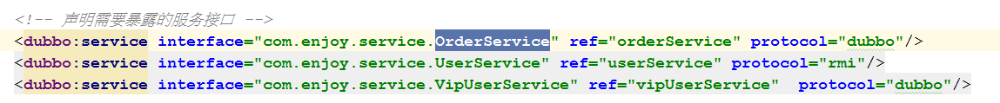 <!-- 声明需要暴露的服务接口 -->
<dubbo:service interface="com.enjoy.service.OrderService" ref="orderService" protocol="dubbo"/>
<dubbo:service interface="com.enjoy.service.UserService" ref="userService" protocol="rmi"/>
<dubbo:service interface="com.enjoy.service.VipUserService" ref="vipUserService"  protocol="dubbo"/>